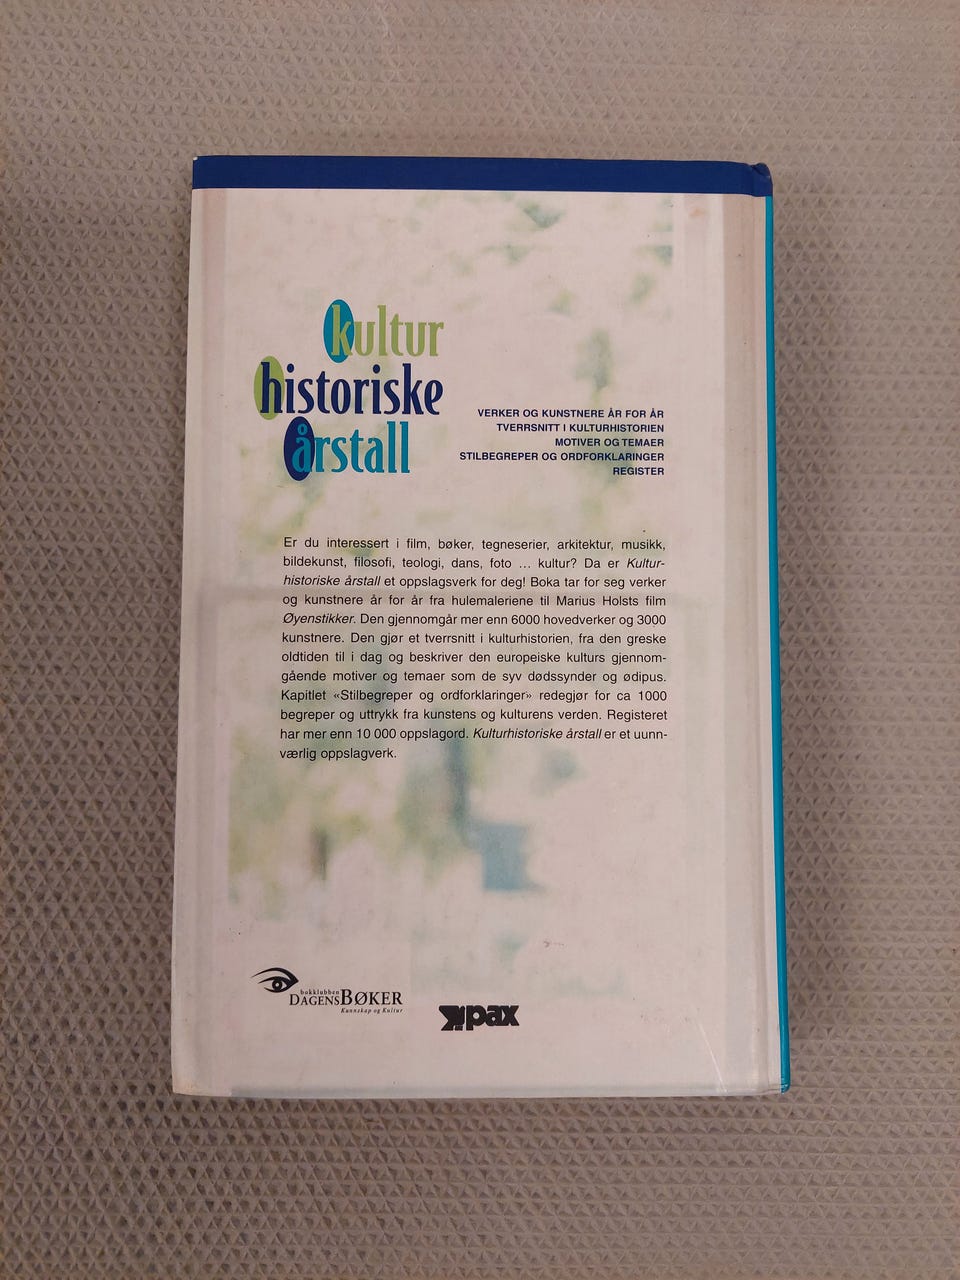 kultur
historiske
årstall
VERKER OG KUNSTNERE ÅR FOR ÅR
TVERRSNITT I KULTURHISTORIEN
MOTIVER OG TEMAER
STILBEGREPER OG ORDFORKLARINGER
REGISTER
Er du interessert i film, bøker, tegneserier, arkitektur, musikk,
bildekunst, filosofi, teologi, dans, foto … kultur? Da er Kultur-
historiske årstall et oppslagsverk for deg! Boka tar for seg verker
og kunstnere år for år fra hulemaleriene til Marius Holsts film
Øyenstikker. Den gjennomgår mer enn 6000 hovedverker og 3000
kunstnere. Den gjør et tverrsnitt i kulturhistorien, fra den greske
oldtiden til i dag og beskriver den europeiske kulturs gjennom-
gående motiver og temaer som de syv dødssynder og ødipus.
Kapitlet «Stilbegreper og ordforklaringer» redegjør for ca 1000
begreper og uttrykk fra kunstens og kulturens verden. Registeret
har mer enn 10 000 oppslagord. Kulturhistoriske årstall er et uunn-
værlig oppslagverk.
bokklubben
DAGENS BØKER
Kunnskap og Kultur
pax